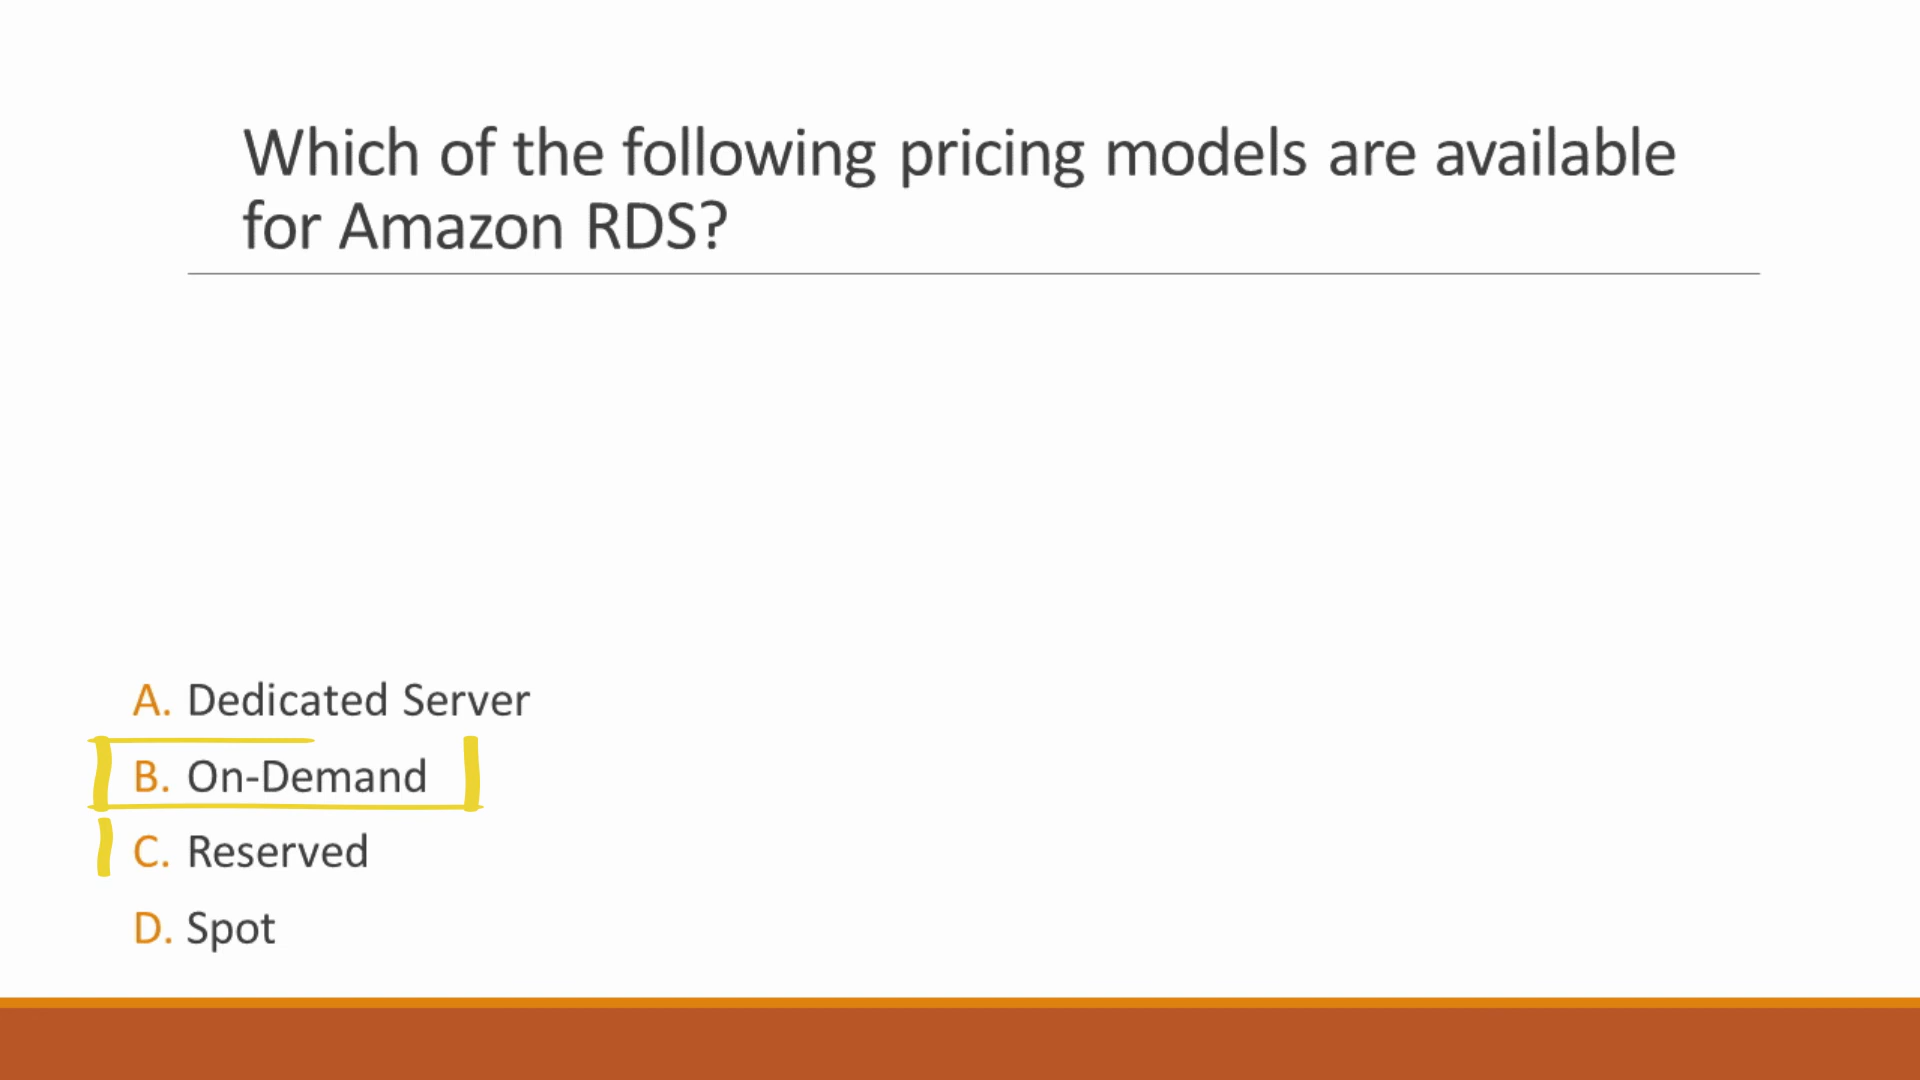 Which of the following pricing models are available
for Amazon RDS?
A. Dedicated Server
B. On-Demand
C. Reserved
D. Spot